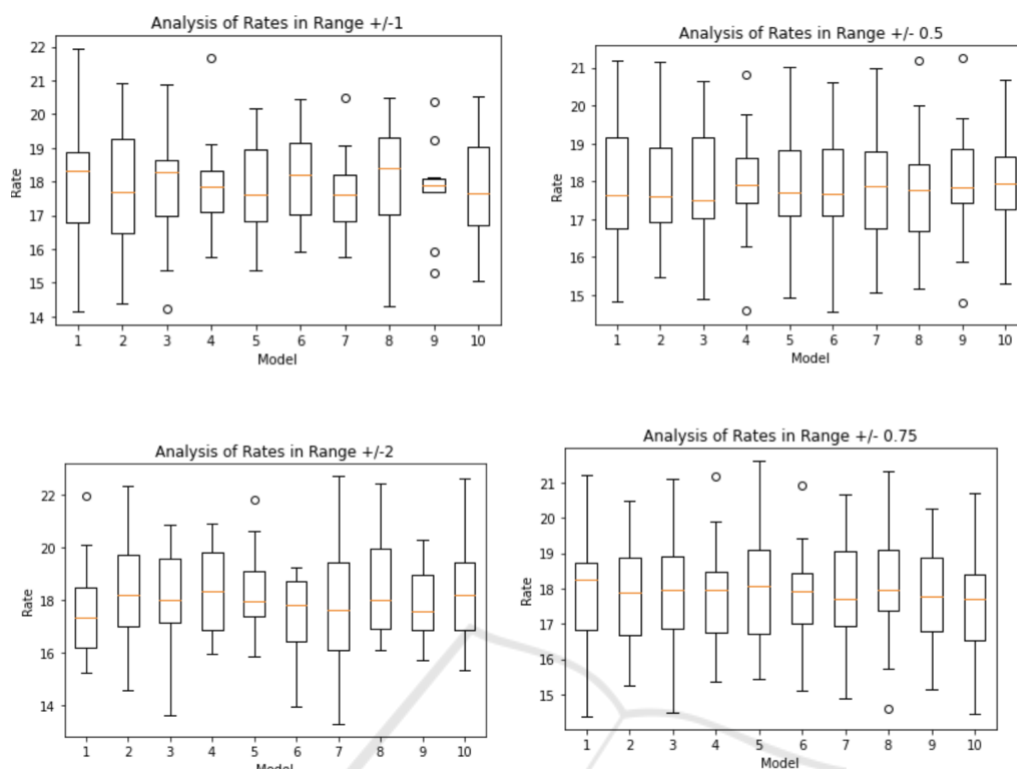 Analysis of Rates in Range +/-1
22
21
20
19
18
17
16
15
14
Rate
1 2 3 4 5 6 7 8 9 10
Model
Analysis of Rates in Range +/- 0.5
21
20
19
18
17
16
15
Rate
1 2 3 4 5 6 7 8 9 10
Model
Analysis of Rates in Range +/-2
22
20
18
16
14
Rate
1 2 3 4 5 6 7 8 9 10
Model
Analysis of Rates in Range +/- 0.75
21
20
19
18
17
16
15
Rate
1 2 3 4 5 6 7 8 9 10
Model